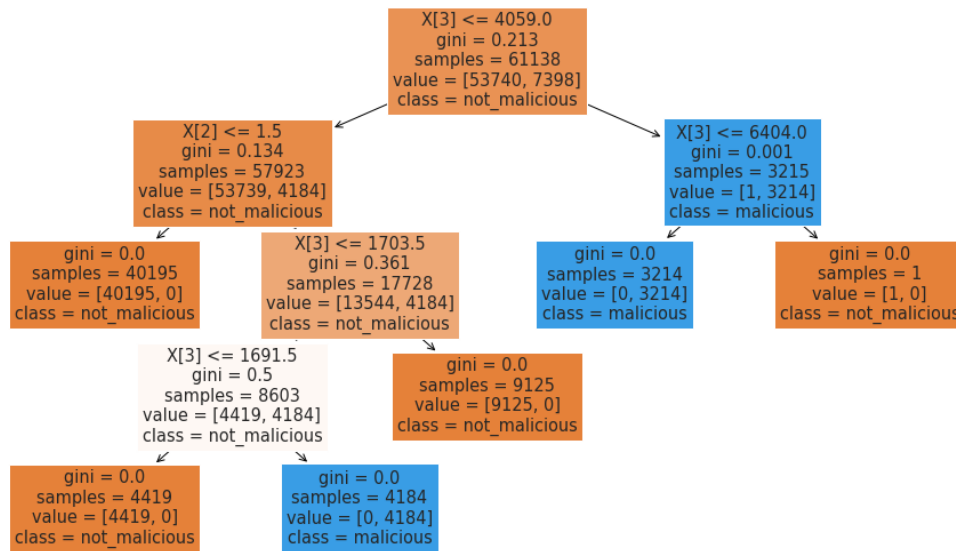 X[3] <= 4059.0
gini = 0.213
samples = 61138
value = [53740, 7398]
class = not_malicious
X[2] <= 1.5
gini = 0.134
samples = 57923
value = [53739, 4184]
class = not_malicious
X[3] <= 6404.0
gini = 0.001
samples = 3215
value = [1, 3214]
class = malicious
gini = 0.0
samples = 40195
value = [40195, 0]
class = not_malicious
X[3] <= 1703.5
gini = 0.361
samples = 17728
value = [13544, 4184]
class = not_malicious
gini = 0.0
samples = 3214
value = [0, 3214]
class = malicious
gini = 0.0
samples = 1
value = [1, 0]
class = not_malicious
X[3] <= 1691.5
gini = 0.5
samples = 8603
value = [4419, 4184]
class = not_malicious
gini = 0.0
samples = 9125
value = [9125, 0]
class = not_malicious
gini = 0.0
samples = 4419
value = [4419, 0]
class = not_malicious
gini = 0.0
samples = 4184
value = [0, 4184]
class = malicious